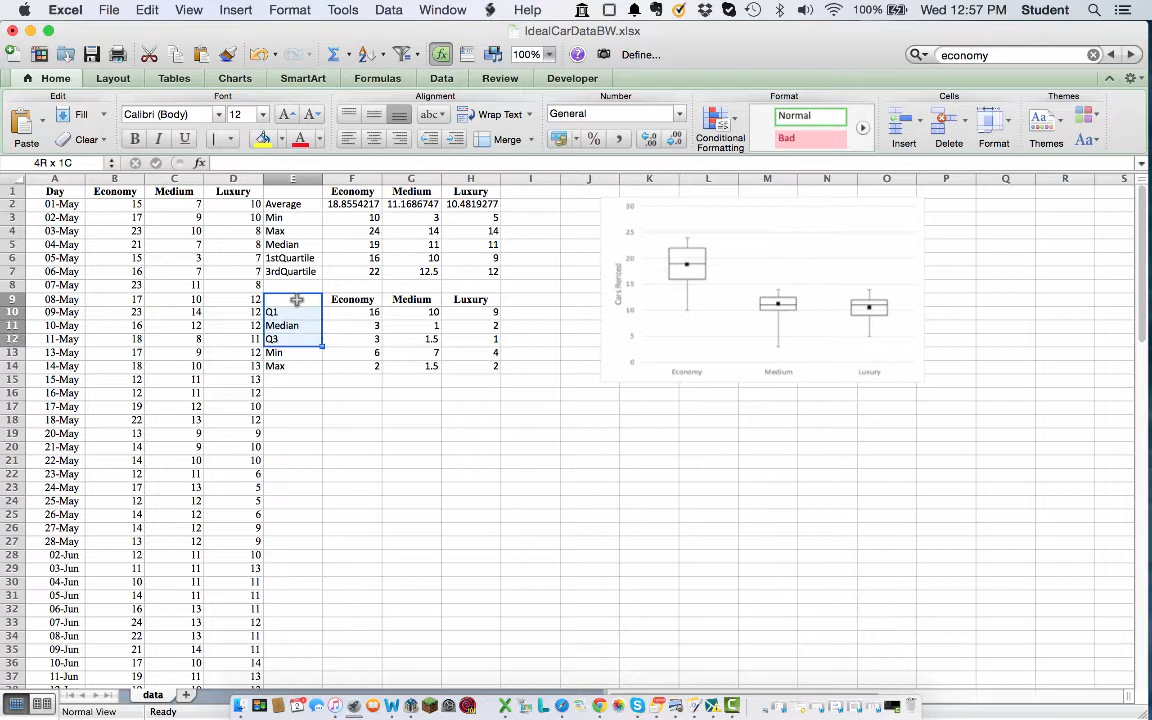 Excel File Edit View Insert Format Tools Data Window Help 100% Wed 12:57 PM Student
IdealCarDataBW.xlsx
100% fx Define... economy
Home Layout Tables Charts SmartArt Formulas Data Review Developer
Edit Font Alignment Number Format Cells Themes
Fill Calibri (Body) 12 A A abc Wrap Text General Normal
Paste Clear B I U A Merge % Conditional Formatting Bad Insert Delete Format Themes Aa
4R x 1C fx
A B C D E F G H I J K L M N O P Q R S
1 Day Economy Medium Luxury Economy Medium Luxury
2 01-May 15 7 10 Average 18.8554217 11.1686747 10.4819277
3 02-May 17 9 10 Min 10 3 5
4 03-May 23 10 8 Max 24 14 14
5 04-May 21 7 8 Median 19 11 11
6 05-May 15 3 7 1stQuartile 16 10 9
7 06-May 16 7 7 3rdQuartile 22 12.5 12
8 07-May 23 11 8
9 08-May 17 10 12 Economy Medium Luxury
10 09-May 23 14 12 Q1 16 10 9
11 10-May 16 12 12 Median 3 1 2
12 11-May 18 8 11 Q3 3 1.5 1
13 13-May 17 9 12 Min 6 7 4
14 14-May 18 10 13 Max 2 1.5 2
15 15-May 12 11 13
16 16-May 12 11 12
17 17-May 19 12 10
18 18-May 22 13 12
19 20-May 13 9 9
20 21-May 14 9 10
21 22-May 14 10 10
22 23-May 12 11 6
23 24-May 17 13 5
24 25-May 12 12 5
25 26-May 14 12 6
26 27-May 14 12 9
27 28-May 13 12 9
28 02-Jun 12 11 10
29 03-Jun 11 11 13
30 04-Jun 10 11 11
31 05-Jun 14 11 11
32 06-Jun 16 13 11
33 07-Jun 24 13 12
34 08-Jun 22 13 11
35 09-Jun 21 14 11
36 10-Jun 17 10 14
37 11-Jun 19 11 13
30
25
20
15
10
5
0
Cars Rented
Economy Medium Luxury
data
Normal View Ready